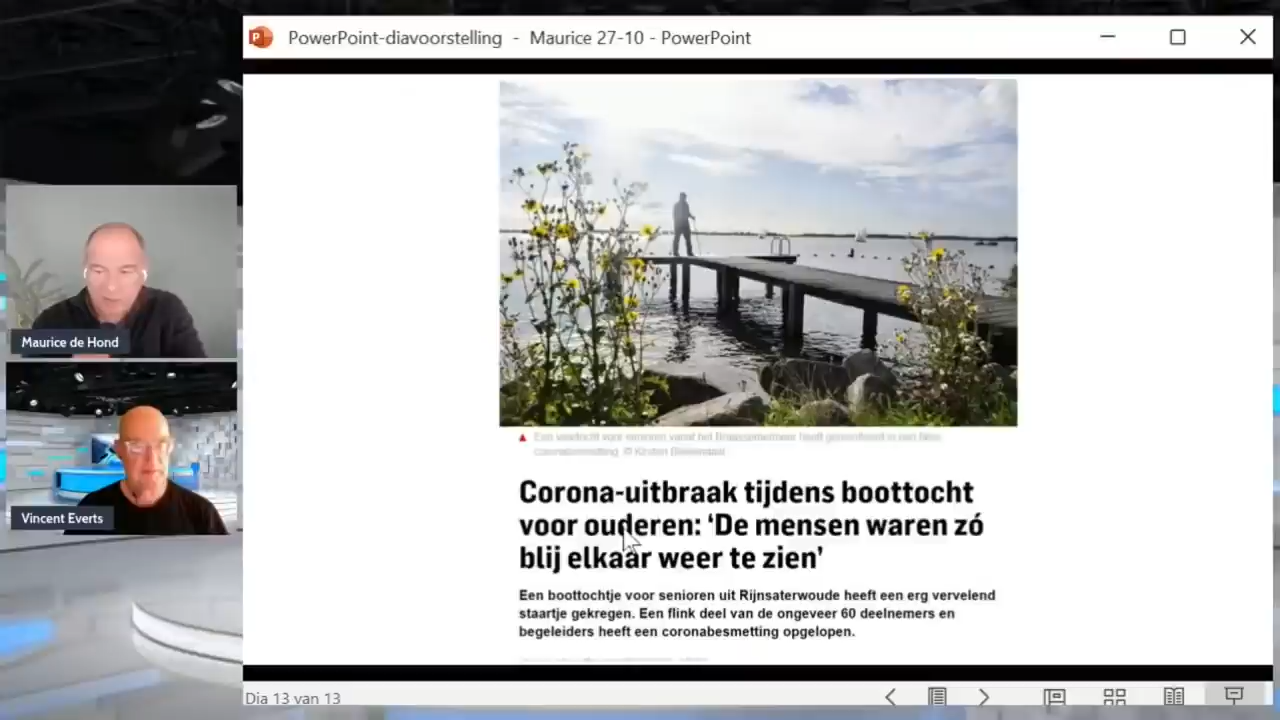 PowerPoint-diavoorstelling - Maurice 27-10 - PowerPoint
Maurice de Hond
Vincent Everts
Corona-uitbraak tijdens boottocht
voor ouderen: ‘De mensen waren zó
blij elkaar weer te zien’
Een boottochtje voor senioren uit Rijnsaterwoude heeft een erg vervelend
staartje gekregen. Een flink deel van de ongeveer 60 deelnemers en
begeleiders heeft een coronabesmetting opgelopen.
Dia 13 van 13